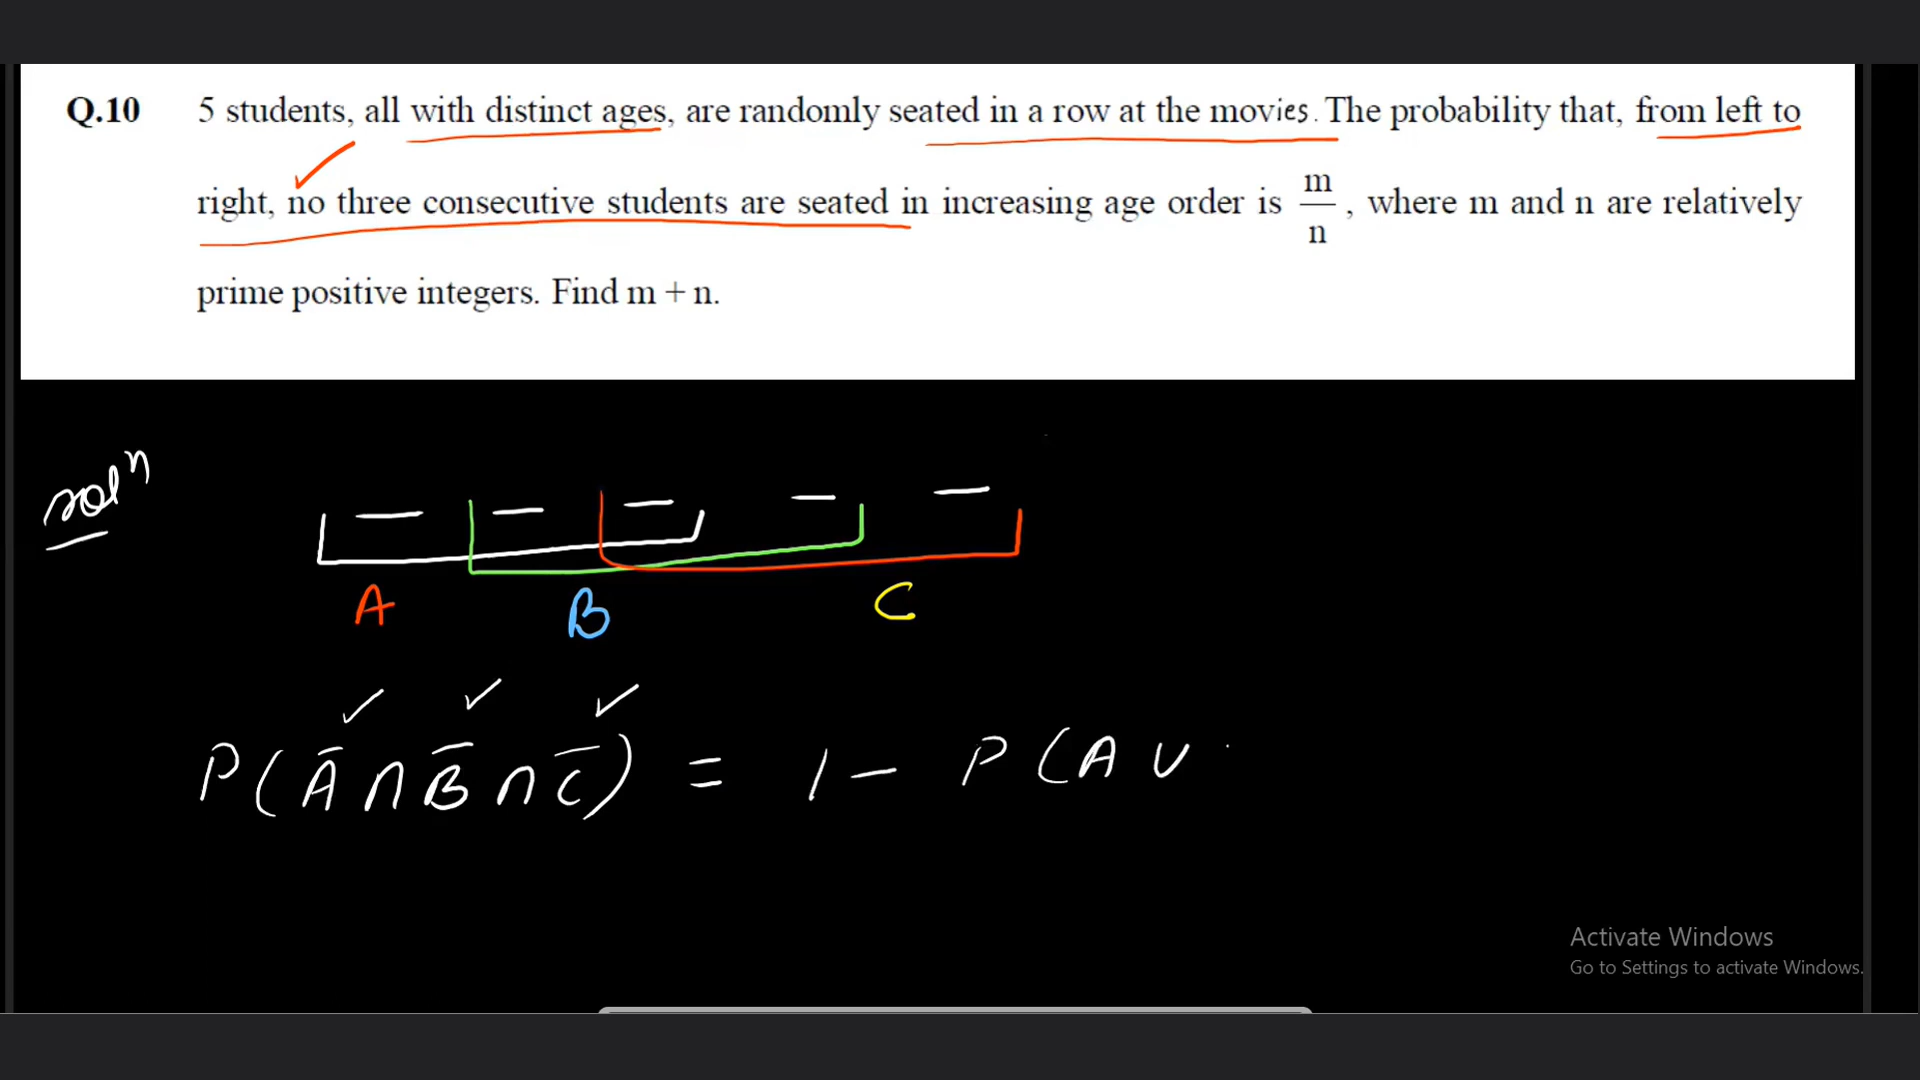 Q.10 5 students, all with distinct ages, are randomly seated in a row at the movies. The probability that, from left to
right, no three consecutive students are seated in increasing age order is m/n, where m and n are relatively
prime positive integers. Find m + n.
solⁿ
A B C
P(A̅ ∩ B̅ ∩ C̅) = 1 - P(A ∪
Activate Windows
Go to Settings to activate Windows.